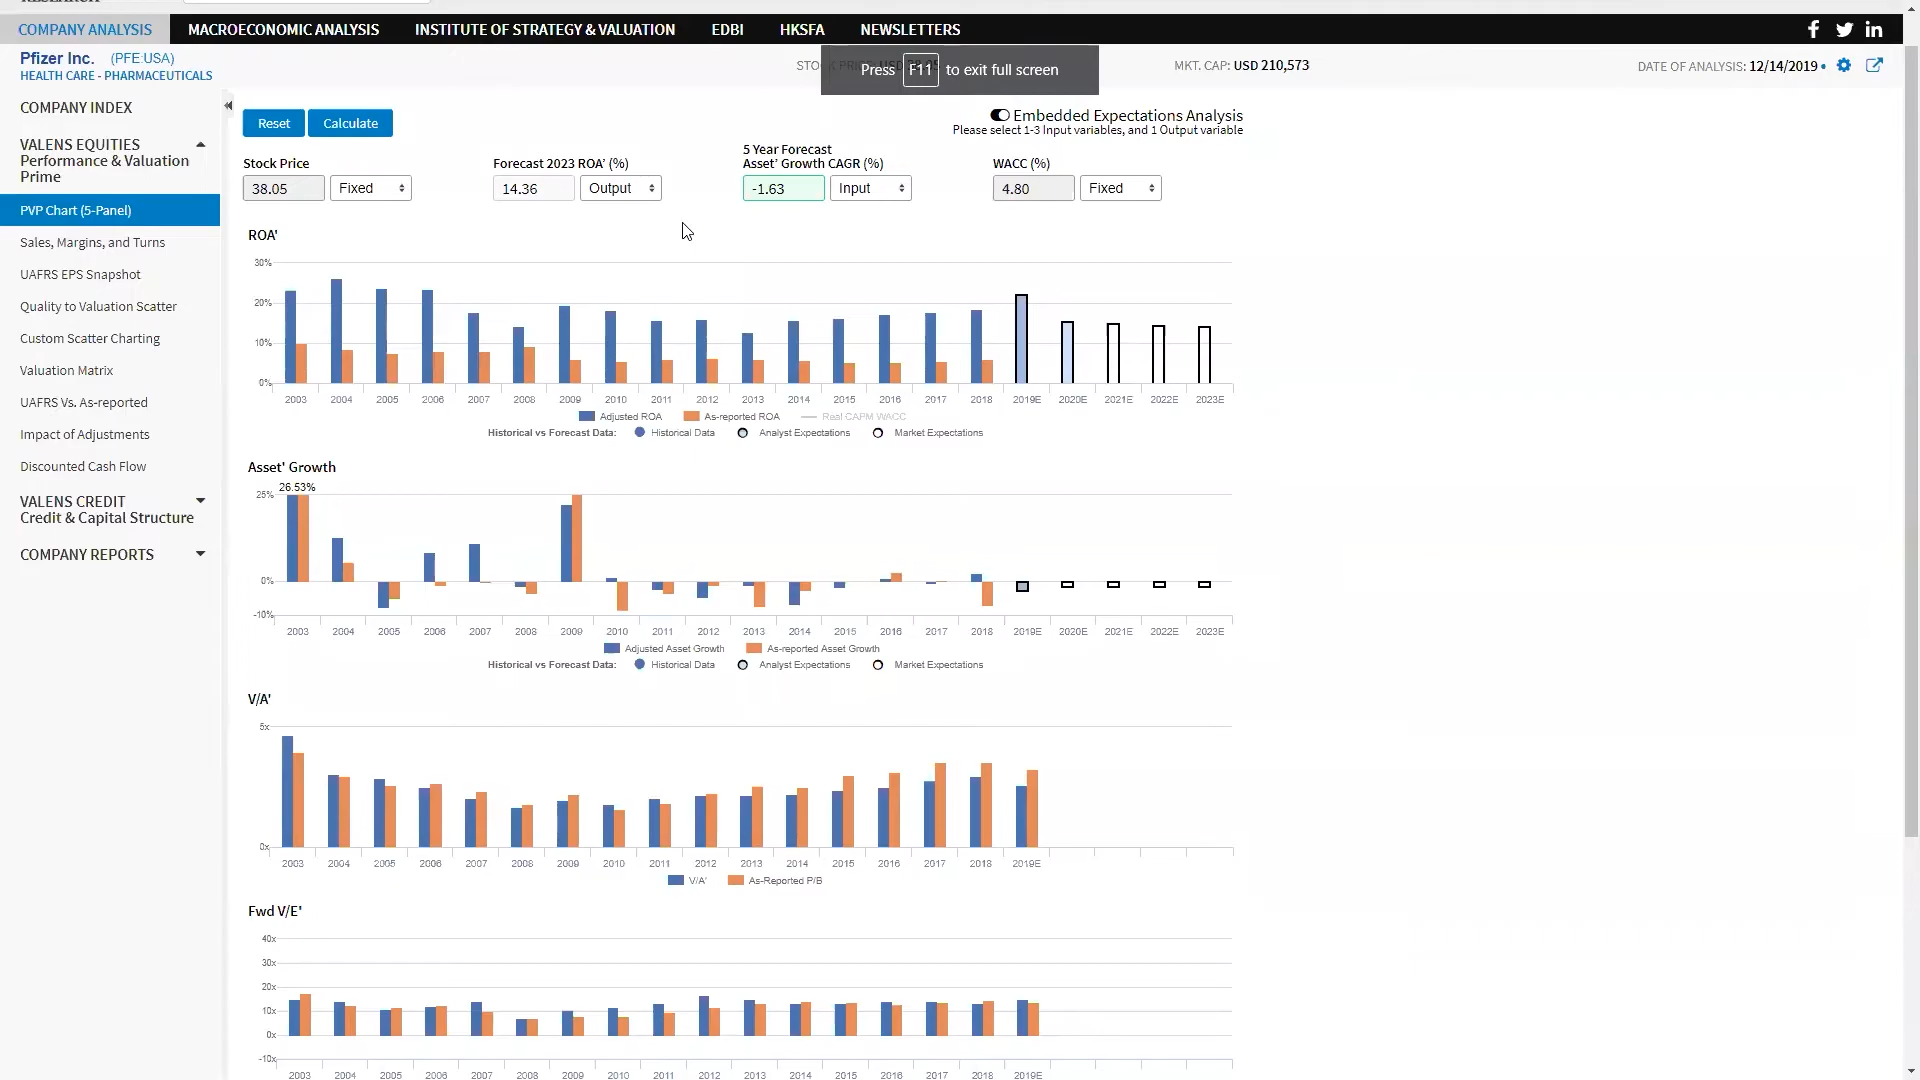 COMPANY ANALYSIS MACROECONOMIC ANALYSIS INSTITUTE OF STRATEGY & VALUATION EDBI HKSFA NEWSLETTERS
Pfizer Inc. (PFE:USA)
HEALTH CARE - PHARMACEUTICALS
Press F11 to exit full screen
MKT. CAP: USD 210,573
DATE OF ANALYSIS: 12/14/2019
COMPANY INDEX
VALENS EQUITIES
Performance & Valuation
Prime
PVP Chart (5-Panel)
Sales, Margins, and Turns
UAFRS EPS Snapshot
Quality to Valuation Scatter
Custom Scatter Charting
Valuation Matrix
UAFRS Vs. As-reported
Impact of Adjustments
Discounted Cash Flow
VALENS CREDIT
Credit & Capital Structure
COMPANY REPORTS
Reset Calculate
Embedded Expectations Analysis
Please select 1-3 Input variables, and 1 Output variable
Stock Price
38.05 Fixed
Forecast 2023 ROA' (%)
14.36 Output
5 Year Forecast
Asset' Growth CAGR (%)
-1.63 Input
WACC (%)
4.80 Fixed
ROA'
30%
20%
10%
0%
2003 2004 2005 2006 2007 2008 2009 2010 2011 2012 2013 2014 2015 2016 2017 2018 2019E 2020E 2021E 2022E 2023E
Adjusted ROA As-reported ROA Real CAPM WACC
Historical vs Forecast Data: Historical Data Analyst Expectations Market Expectations
Asset' Growth
26.53%
25%
0%
-10%
2003 2004 2005 2006 2007 2008 2009 2010 2011 2012 2013 2014 2015 2016 2017 2018 2019E 2020E 2021E 2022E 2023E
Adjusted Asset Growth As-reported Asset Growth
Historical vs Forecast Data: Historical Data Analyst Expectations Market Expectations
V/A'
5x
0x
2003 2004 2005 2006 2007 2008 2009 2010 2011 2012 2013 2014 2015 2016 2017 2018 2019E
V/A' As-Reported P/B
Fwd V/E'
40x
30x
20x
10x
0x
-10x
2003 2004 2005 2006 2007 2008 2009 2010 2011 2012 2013 2014 2015 2016 2017 2018 2019E